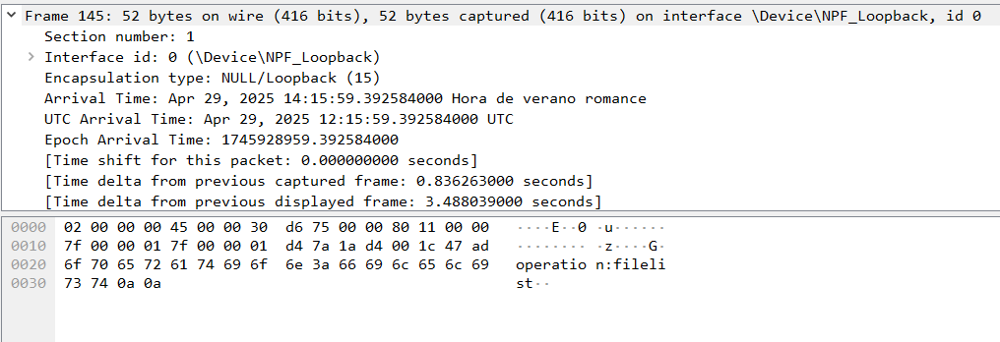 Frame 145: 52 bytes on wire (416 bits), 52 bytes captured (416 bits) on interface \Device\NPF_Loopback, id 0
Section number: 1
Interface id: 0 (\Device\NPF_Loopback)
Encapsulation type: NULL/Loopback (15)
Arrival Time: Apr 29, 2025 14:15:59.392584000 Hora de verano romance
UTC Arrival Time: Apr 29, 2025 12:15:59.392584000 UTC
Epoch Arrival Time: 1745928959.392584000
[Time shift for this packet: 0.000000000 seconds]
[Time delta from previous captured frame: 0.836263000 seconds]
[Time delta from previous displayed frame: 3.488039000 seconds]
0000 02 00 00 00 45 00 00 30 d6 75 00 00 80 11 00 00 ····E··0 ·u······
0010 7f 00 00 01 7f 00 00 01 d4 7a 1a d4 00 1c 47 ad ········ ·z····G·
0020 6f 70 65 72 61 74 69 6f 6e 3a 66 69 6c 65 6c 69 operatio n:fileli
0030 73 74 0a 0a st··